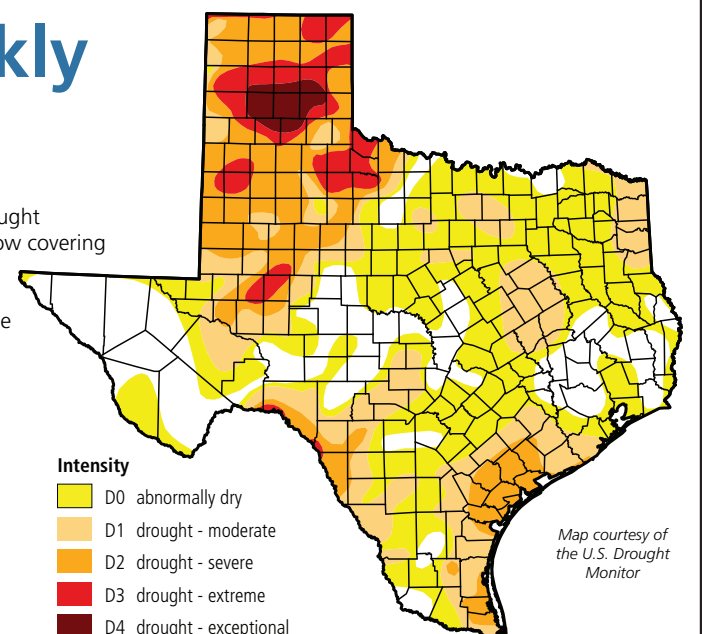 kly
ught
ow covering
e
Intensity
D0 abnormally dry
D1 drought - moderate
D2 drought - severe
D3 drought - extreme
D4 drought - exceptional
Map courtesy of
the U.S. Drought
Monitor